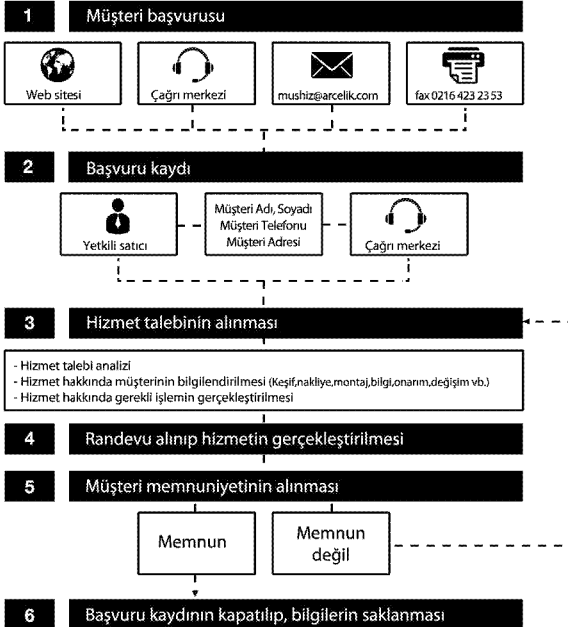 1 Müşteri başvurusu
Web sitesi
Çağrı merkezi
mushiz@arcelik.com
fax 0216 423 23 53
2 Başvuru kaydı
Yetkili satıcı
Müşteri Adı, Soyadı
Müşteri Telefonu
Müşteri Adresi
Çağrı merkezi
3 Hizmet talebinin alınması
- Hizmet talebi analizi
- Hizmet hakkında müşterinin bilgilendirilmesi (Keşif,nakliye,montaj,bilgi,onarım,değişim vb.)
- Hizmet hakkında gerekli işlemin gerçekleştirilmesi
4 Randevu alınıp hizmetin gerçekleştirilmesi
5 Müşteri memnuniyetinin alınması
Memnun
Memnun
değil
6 Başvuru kaydının kapatılıp, bilgilerin saklanması